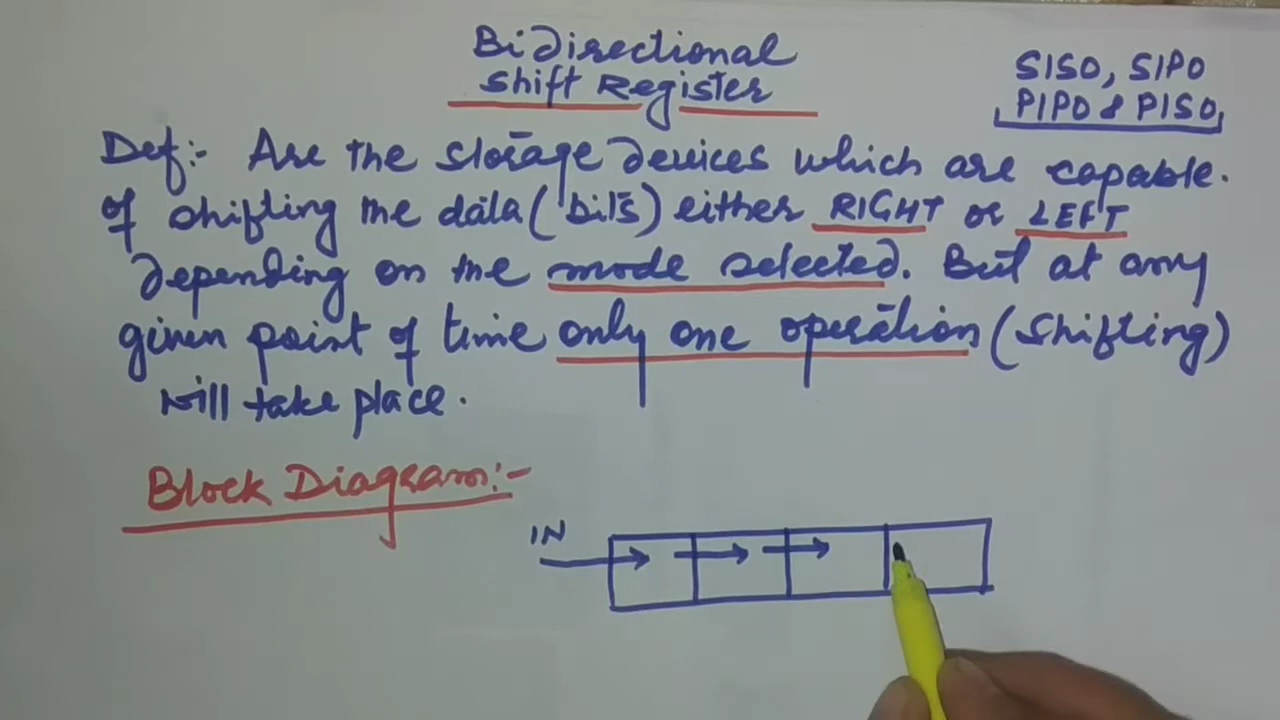 Bidirectional
Shift Register
SISO, SIPO
PIPO & PISO
Def:- Are the storage devices which are capable.
of shifting the data (bits) either RIGHT or LEFT
depending on the mode selected. But at any
given point of time only one operation (Shifting)
will take place.
Block Diagram:-
IN